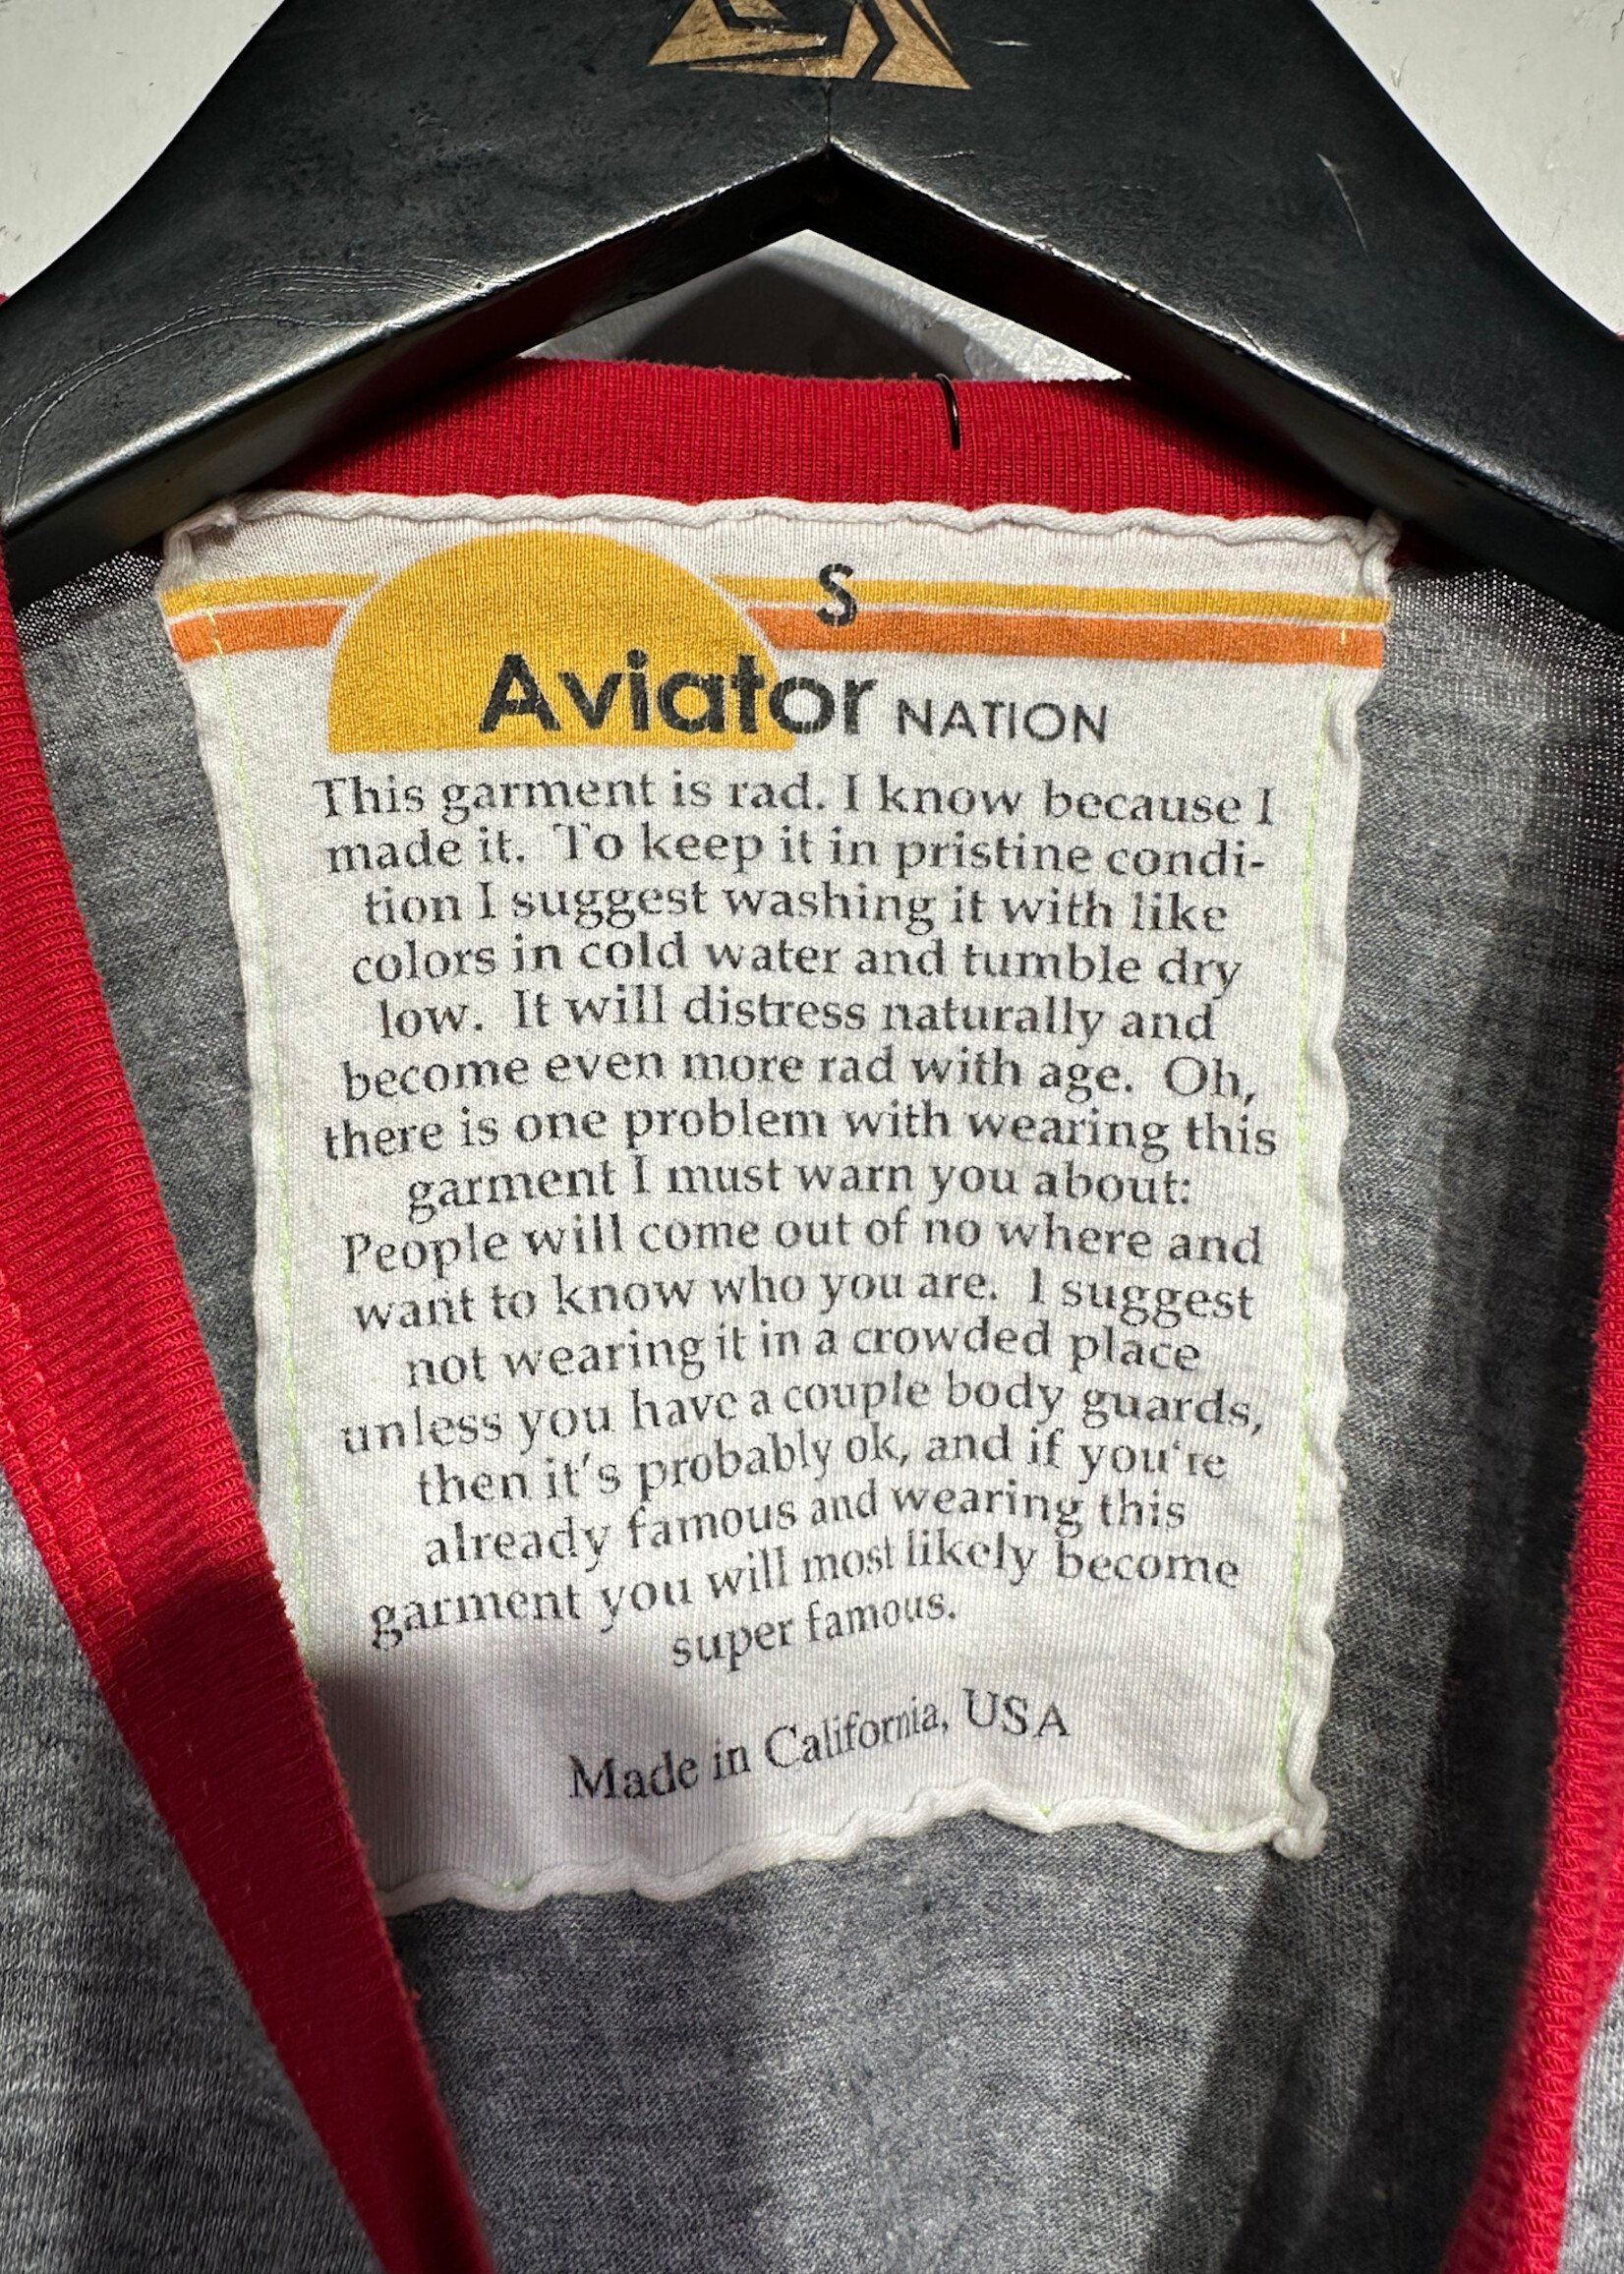 S
Aviator NATION
This garment is rad. I know because I
made it. To keep it in pristine condi-
tion I suggest washing it with like
colors in cold water and tumble dry
low. It will distress naturally and
become even more rad with age. Oh,
there is one problem with wearing this
garment I must warn you about:
People will come out of no where and
want to know who you are. I suggest
not wearing it in a crowded place
unless you have a couple body guards,
then it's probably ok, and if you're
already famous and wearing this
garment you will most likely become
super famous.
Made in California, USA